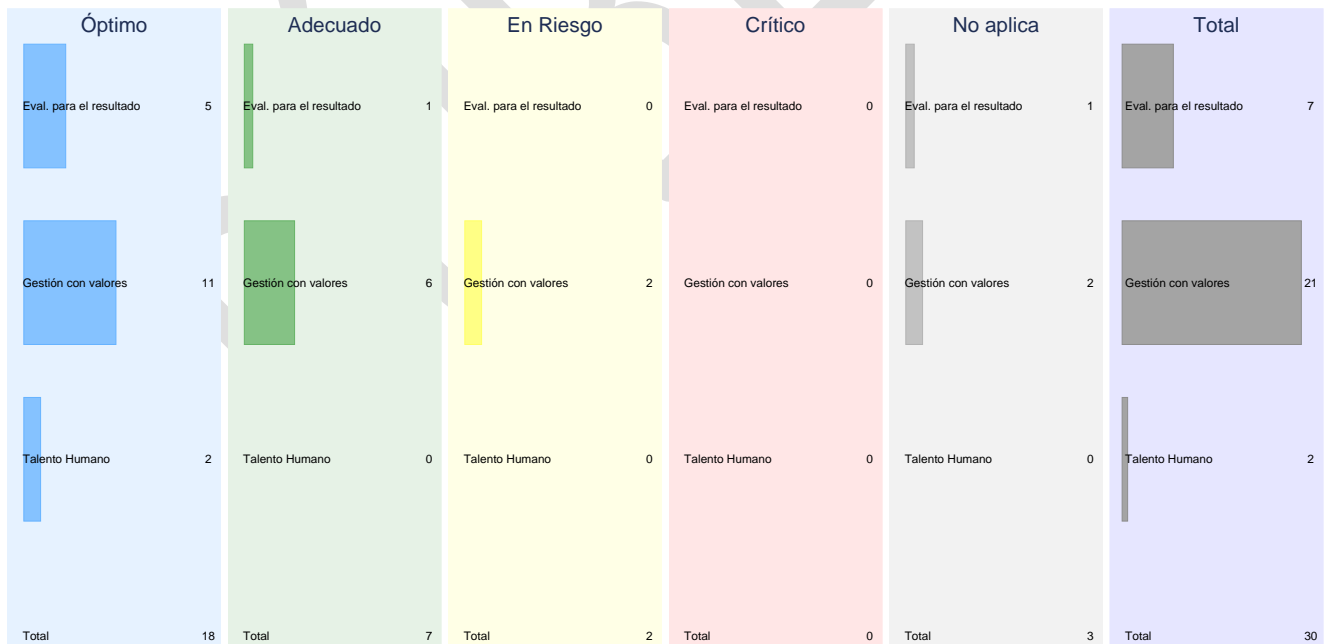 Óptimo Adecuado En Riesgo Crítico No aplica Total
Eval. para el resultado 5 Eval. para el resultado 1 Eval. para el resultado 0 Eval. para el resultado 0 Eval. para el resultado 1 Eval. para el resultado 7
Gestión con valores 11 Gestión con valores 6 Gestión con valores 2 Gestión con valores 0 Gestión con valores 2 Gestión con valores 21
Talento Humano 2 Talento Humano 0 Talento Humano 0 Talento Humano 0 Talento Humano 0 Talento Humano 2
Total 18 Total 7 Total 2 Total 0 Total 3 Total 30